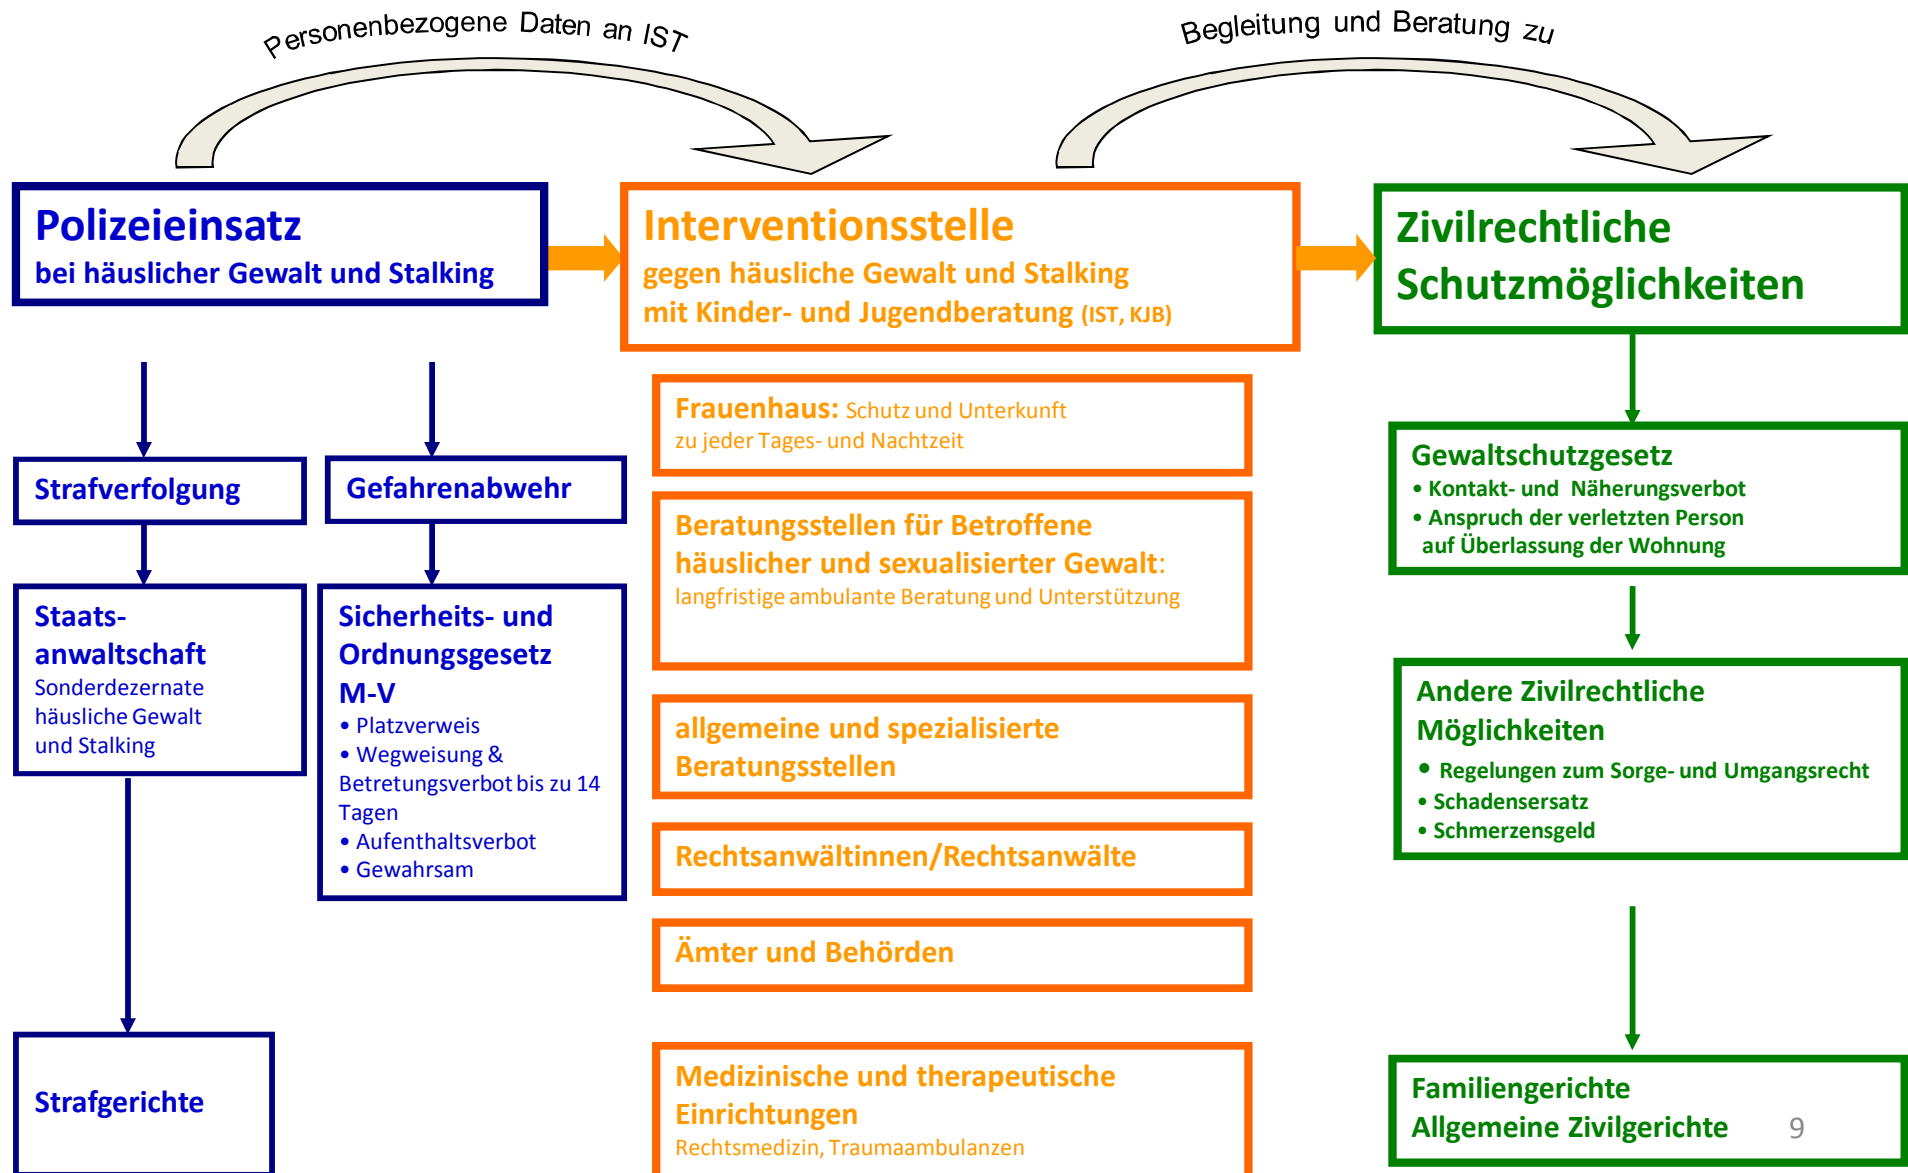 Personenbezogene Daten an IST
Begleitung und Beratung zu
Polizeieinsatz
bei häuslicher Gewalt und Stalking
Interventionsstelle
gegen häusliche Gewalt und Stalking
mit Kinder- und Jugendberatung (IST, KJB)
Zivilrechtliche
Schutzmöglichkeiten
Strafverfolgung
Gefahrenabwehr
Staats-
anwaltschaft
Sonderdezernate
häusliche Gewalt
und Stalking
Sicherheits- und
Ordnungsgesetz
M-V
• Platzverweis
• Wegweisung &
Betretungsverbot bis zu 14
Tagen
• Aufenthaltsverbot
• Gewahrsam
Strafgerichte
Frauenhaus: Schutz und Unterkunft
zu jeder Tages- und Nachtzeit
Beratungsstellen für Betroffene
häuslicher und sexualisierter Gewalt:
langfristige ambulante Beratung und Unterstützung
allgemeine und spezialisierte
Beratungsstellen
Rechtsanwältinnen/Rechtsanwälte
Ämter und Behörden
Medizinische und therapeutische
Einrichtungen
Rechtsmedizin, Traumaambulanzen
Gewaltschutzgesetz
• Kontakt- und Näherungsverbot
• Anspruch der verletzten Person
auf Überlassung der Wohnung
Andere Zivilrechtliche
Möglichkeiten
• Regelungen zum Sorge- und Umgangsrecht
• Schadensersatz
• Schmerzensgeld
Familiengerichte
Allgemeine Zivilgerichte
9